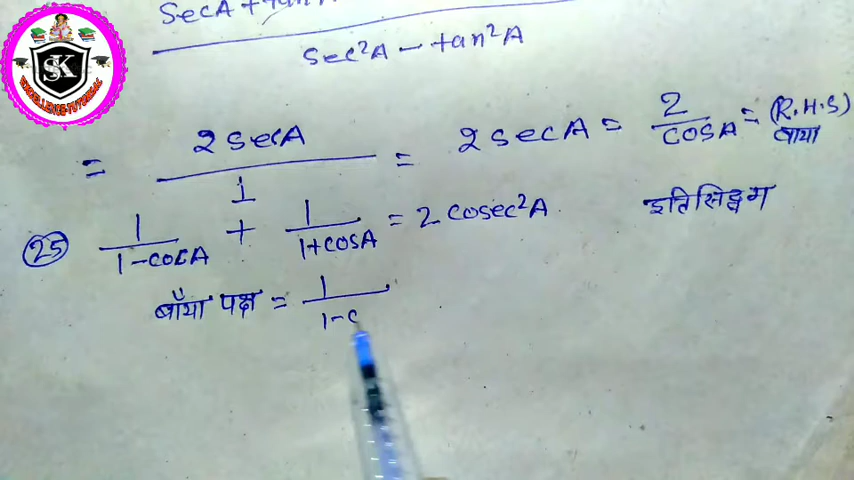 SecA + tan
sec²A - tan²A
= 2secA / 1 = 2secA = 2 / cosA = (R.H.S)
बाया
इतिसिद्धम
(25) 1 / 1-cosA + 1 / 1+cosA = 2cosec²A
बाँया पक्ष = 1 / 1-c
SK